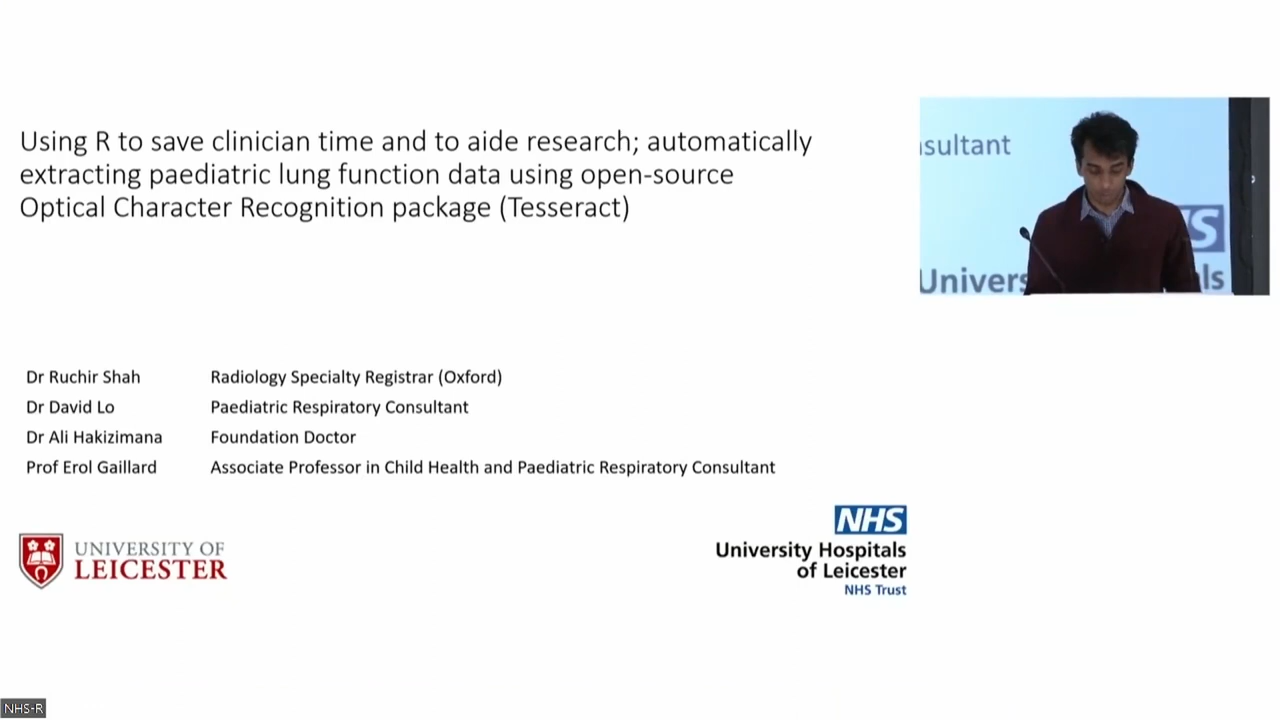 Using R to save clinician time and to aide research; automatically
extracting paediatric lung function data using open-source
Optical Character Recognition package (Tesseract)
sultant
S
Univers
ls
Dr Ruchir Shah Radiology Specialty Registrar (Oxford)
Dr David Lo Paediatric Respiratory Consultant
Dr Ali Hakizimana Foundation Doctor
Prof Erol Gaillard Associate Professor in Child Health and Paediatric Respiratory Consultant
UNIVERSITY OF
LEICESTER
NHS
University Hospitals
of Leicester
NHS Trust
NHS-R